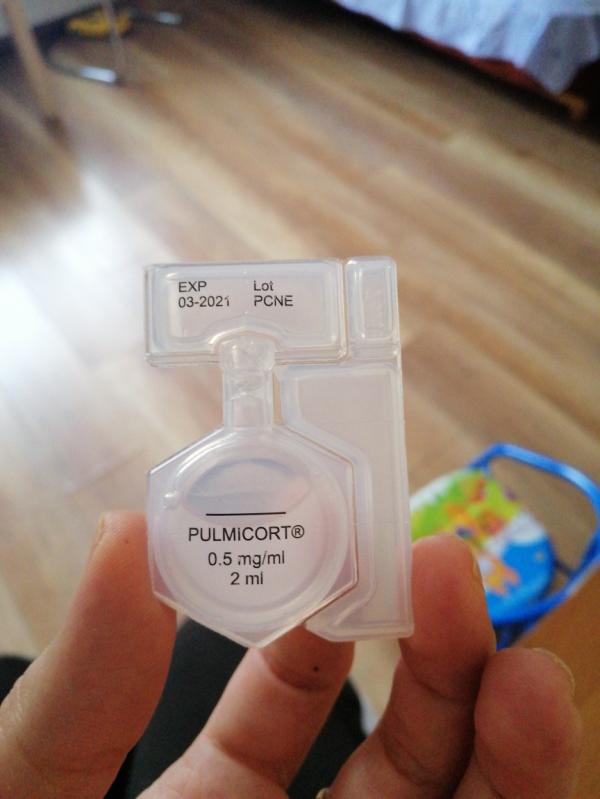 EXP Lot
03-2021 PCNE
PULMiCORT®
0.5 mg/ml
2 ml